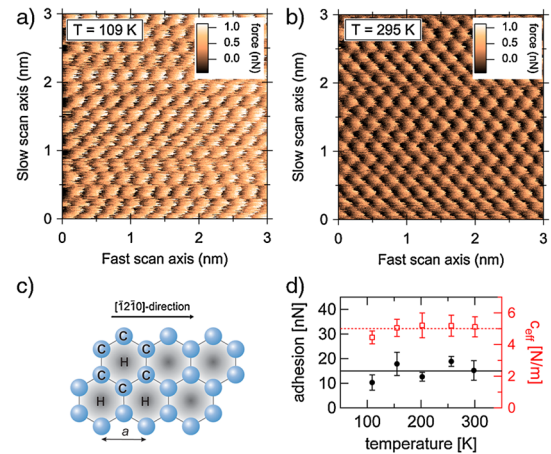 a)
T = 109 K
force (nN)
1.0
0.5
0.0
Slow scan axis (nm)
3
2
1
0
0
1
2
3
Fast scan axis (nm)
b)
T = 295 K
force (nN)
1.0
0.5
0.0
Slow scan axis (nm)
3
2
1
0
0
1
2
3
Fast scan axis (nm)
c)
[1̄21̄0]-direction
C
C
C
H
C
C
C
H
H
a
d)
adhesion [nN]
40
30
20
10
0
100
200
300
temperature [K]
6
4
2
0
c_eff [N/m]